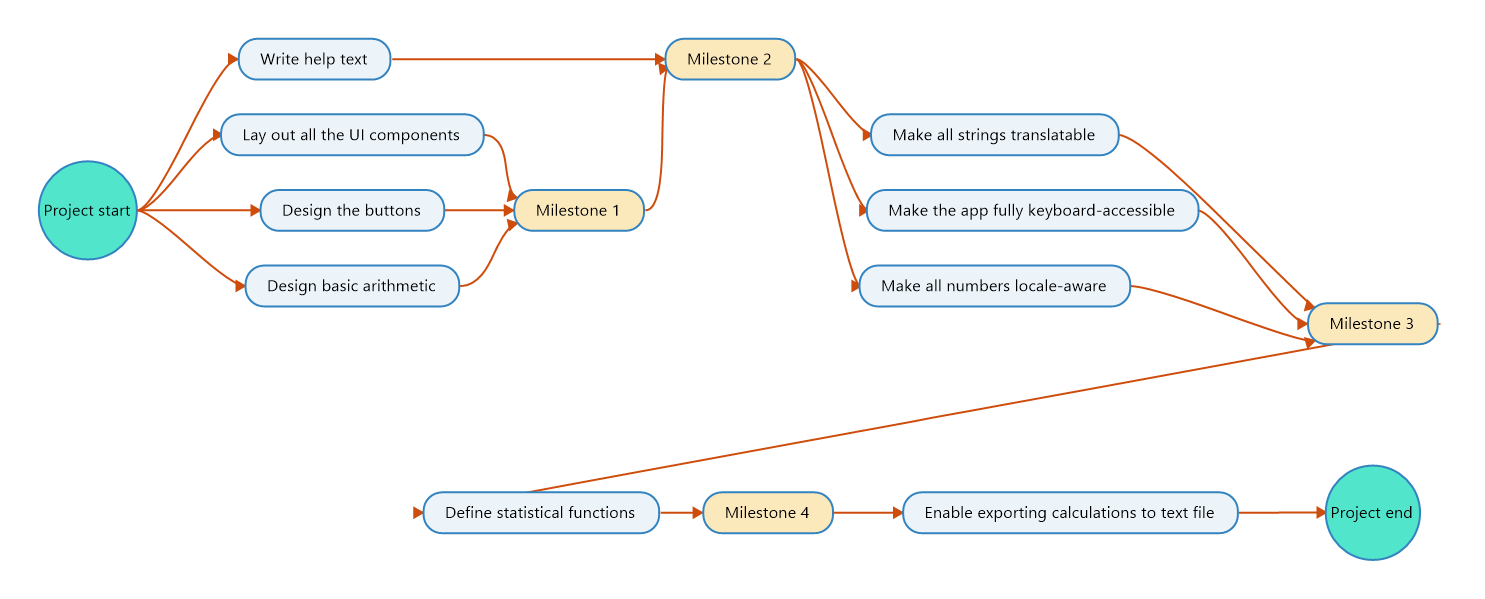 Project start
Write help text
Lay out all the UI components
Design the buttons
Design basic arithmetic
Milestone 1
Milestone 2
Make all strings translatable
Make the app fully keyboard-accessible
Make all numbers locale-aware
Milestone 3
Define statistical functions
Milestone 4
Enable exporting calculations to text file
Project end